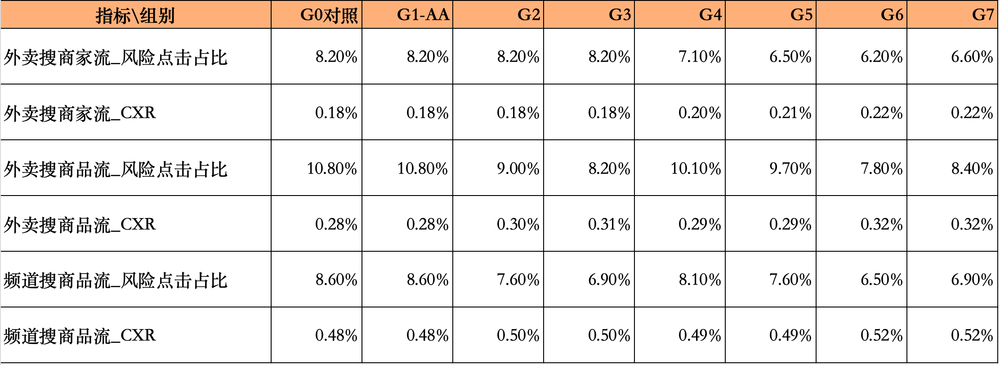 指标\组别 G0对照 G1-AA G2 G3 G4 G5 G6 G7
外卖搜商家流_风险点击占比 8.20% 8.20% 8.20% 8.20% 7.10% 6.50% 6.20% 6.60%
外卖搜商家流_CXR 0.18% 0.18% 0.18% 0.18% 0.20% 0.21% 0.22% 0.22%
外卖搜商品流_风险点击占比 10.80% 10.80% 9.00% 8.20% 10.10% 9.70% 7.80% 8.40%
外卖搜商品流_CXR 0.28% 0.28% 0.30% 0.31% 0.29% 0.29% 0.32% 0.32%
频道搜商品流_风险点击占比 8.60% 8.60% 7.60% 6.90% 8.10% 7.60% 6.50% 6.90%
频道搜商品流_CXR 0.48% 0.48% 0.50% 0.50% 0.49% 0.49% 0.52% 0.52%